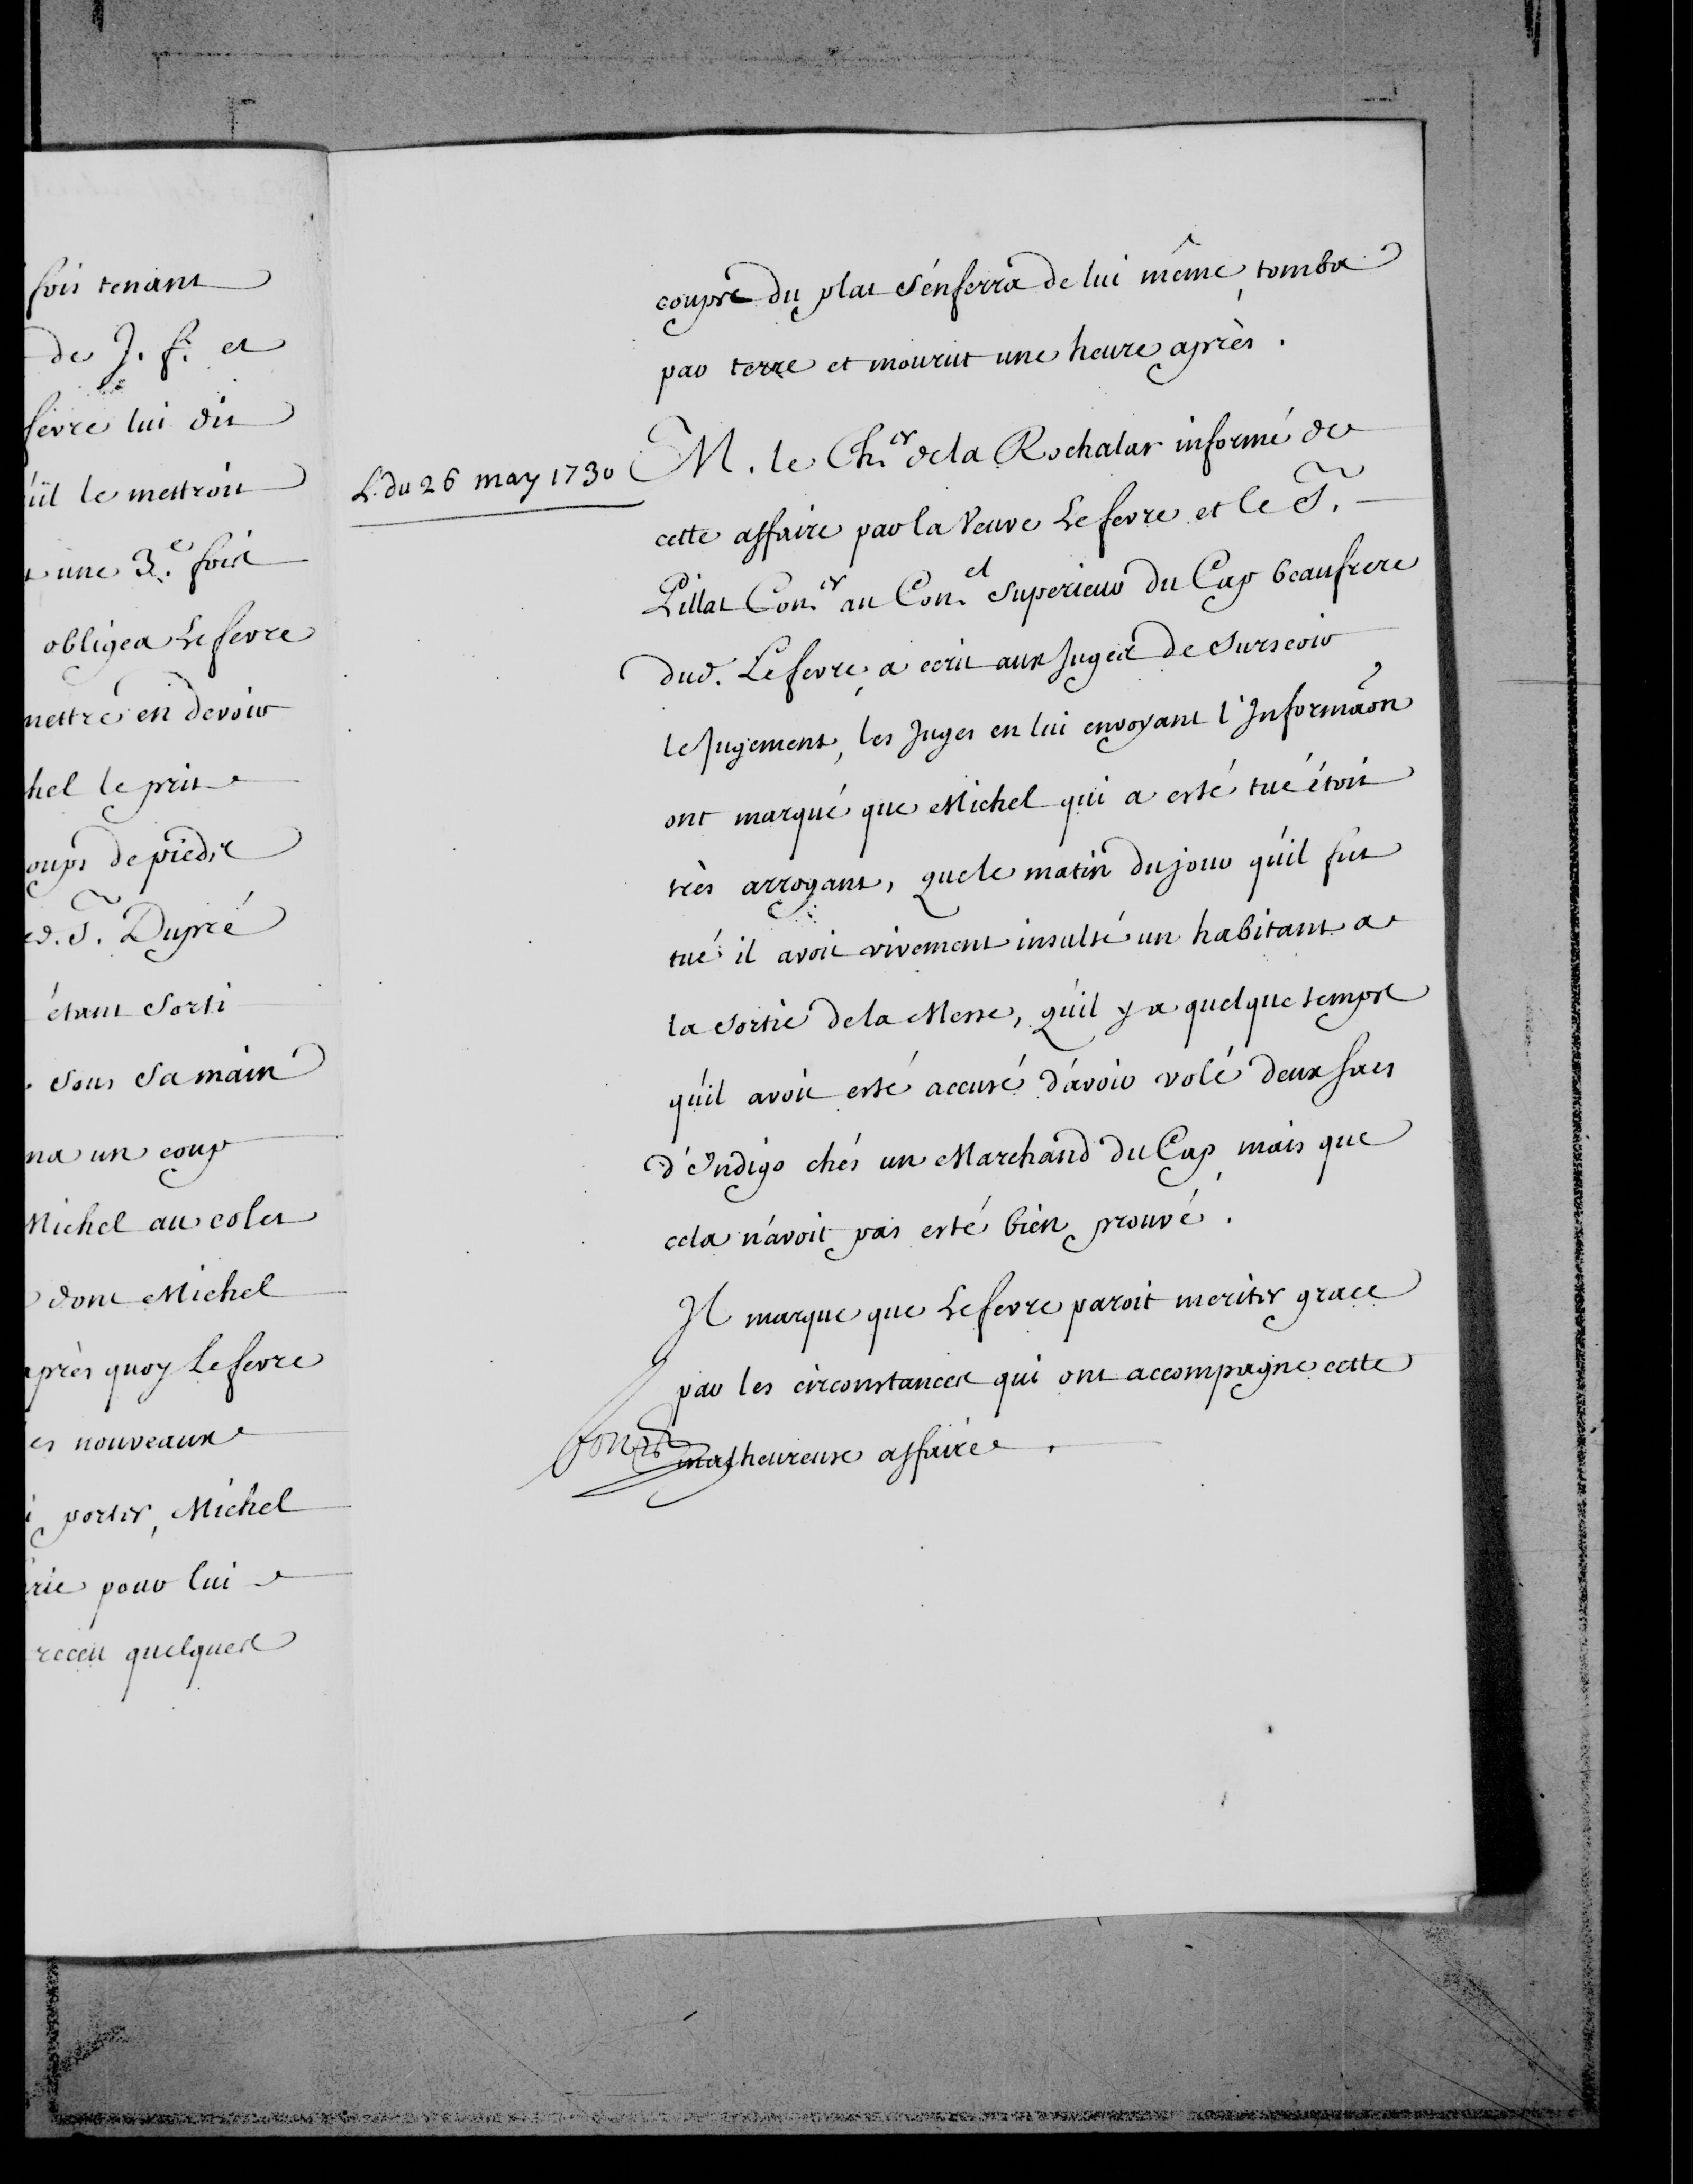 fois tenant
de J. f. et
fevre lui dit
u'il le mettroit
une 3.e fois
obligea Lefevre
mettre en devoir
hel le prit
oups de pieds
ed. S. Dupré
étant sorti
sous sa main
na un coup
Michel au colet
dont Michel
après quoy Lefevre
es nouveaux
porter, Michel
rie pour lui
receu quelques
coups du plat s'enferra de lui même, tomba
par terre et mourut une heure après.
L. du 26 may 1730
M. le Ch.er de la Rochalar informé de
cette affaire par la Veuve Lefevre et le S.
Pillat Con.er au Con.el Superieur du Cap beaufrere
dud. Lefevre, a ecrit aux Juges de surseoir
le Jugement, les Juges en lui envoyant l'Informaõn
ont marqué que Michel qui a esté tué étoit
très arrogant, que le matin du jour qu'il fut
tué il avoit vivement insulté un habitant a
la sortie de la Messe, qu'il y a quelque temps
qu'il avoit esté accusé d'avoir volé deux sacs
d'Indigo chés un Marchand du Cap, mais que
cela n'avoit pas esté bien prouvé.
Il marque que Lefevre paroit meriter grace
par les circonstances qui ont accompagné cette
malheureuse affaire.